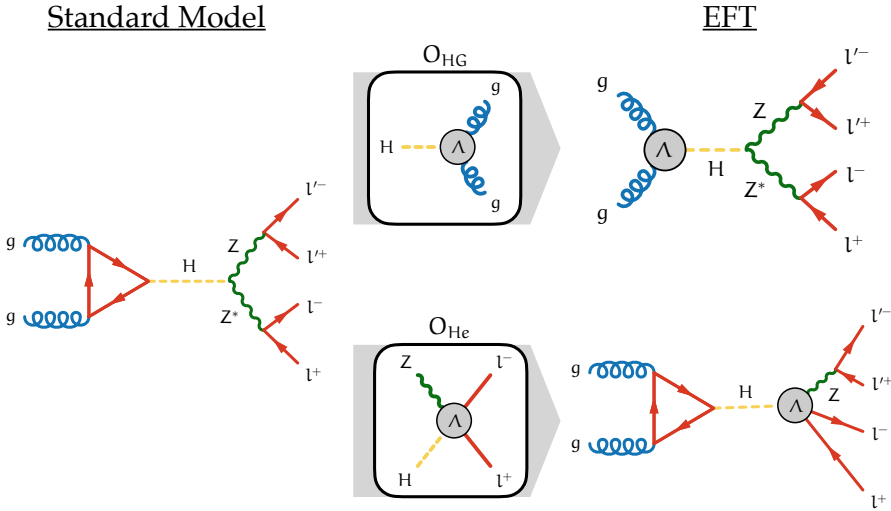 Standard Model
EFT
O_HG
g
H
Λ
g
g
g
Λ
H
Z
Z*
l'−
l'+
l−
l+
g
g
H
Z
Z*
l'−
l'+
l−
l+
O_He
Z
l−
Λ
H
l+
g
g
H
Λ
Z
l'−
l'+
l−
l+